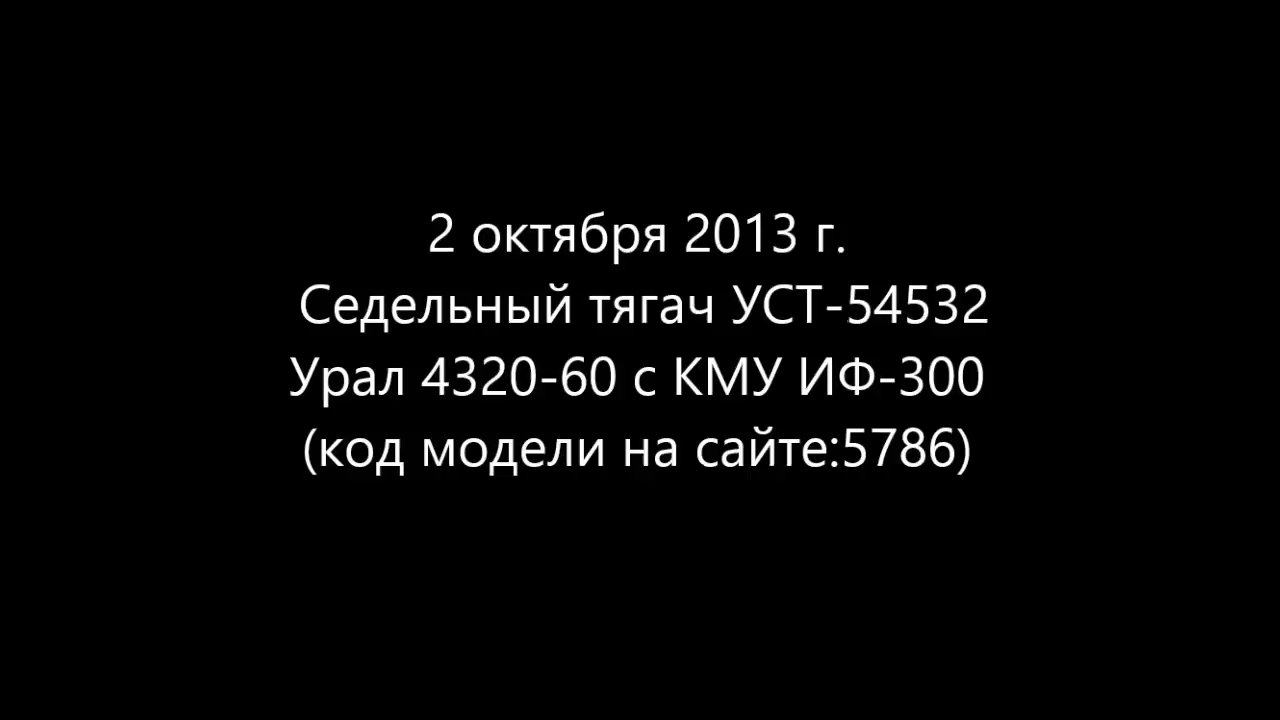 2 октября 2013 г.
Седельный тягач УСТ-54532
Урал 4320-60 с КМУ ИФ-300
(код модели на сайте:5786)